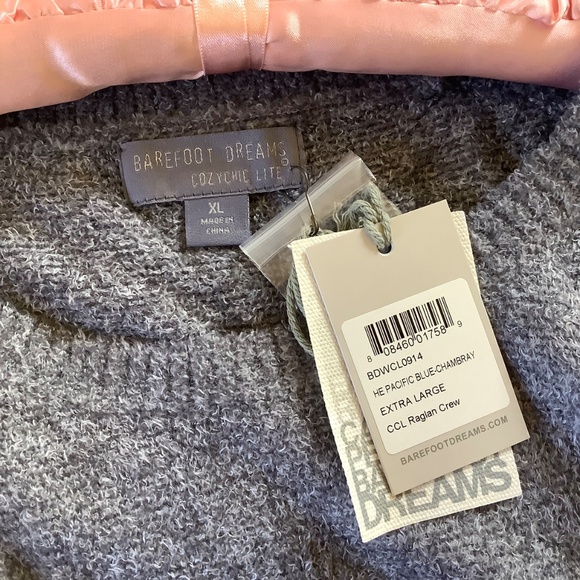 BAREFOOT DREAMS®
COZYCHIC LITE®
XL
MADE IN
CHINA
8 08460 01758 9
BDWCL0914
HE PACIFIC BLUE-CHAMBRAY
EXTRA LARGE
CCL Raglan Crew
BAREFOOTDREAMS.COM
DREAMS